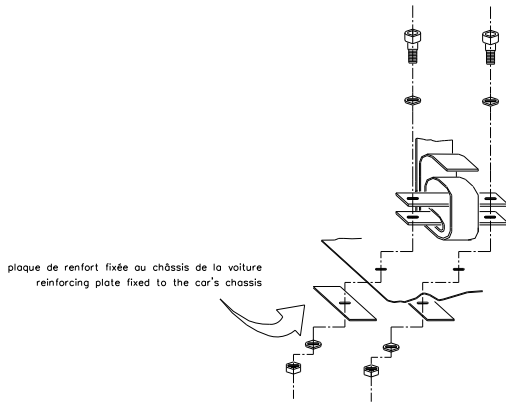 plaque de renfort fixée au châssis de la voiture
reinforcing plate fixed to the car's chassis